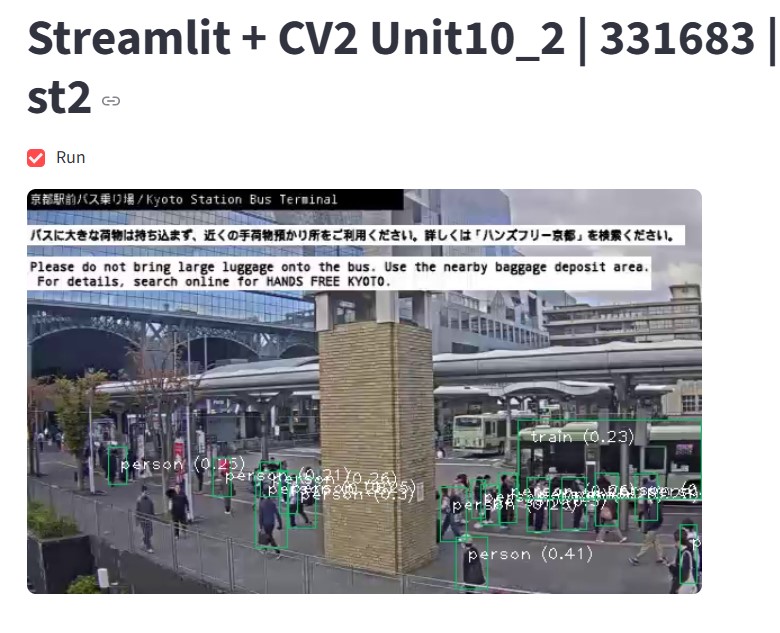 Streamlit + CV2 Unit10_2 | 331683 |
st2
Run
京都駅前バス乗り場/Kyoto Station Bus Terminal
バスに大きな荷物は持ち込まず、近くの手荷物預かり所をご利用ください。詳しくは「ハンズフリー京都」を検索ください。
Please do not bring large luggage onto the bus. Use the nearby baggage deposit area.
For details, search online for HANDS FREE KYOTO.
train (0.23)
person (0.25)
person (0.41)